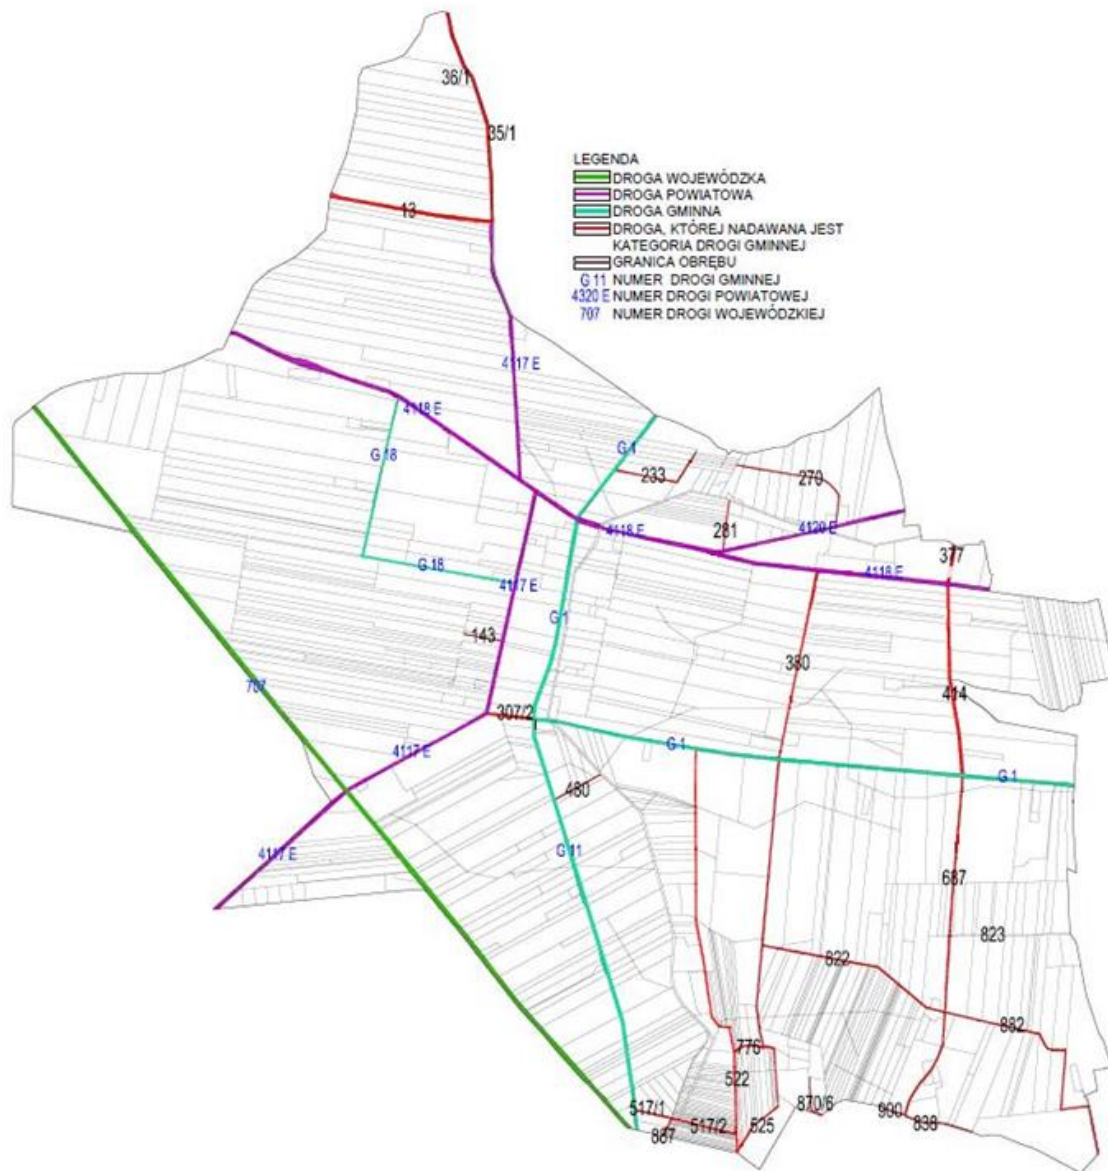 36/1
35/1
LEGENDA
DROGA WOJEWÓDZKA
DROGA POWIATOWA
13
DROGA GMINNA
DROGA, KTÓREJ NADAWANA JEST
KATEGORIA DROGI GMINNEJ
GRANICA OBRĘBU
G 11 NUMER DROGI GMINNEJ
4320 E NUMER DROGI POWIATOWEJ
707 NUMER DROGI WOJEWÓDZKIEJ
4117 E
4118 E
G 1
G 18
233
270
4118 E
281
4120 E
377
G 18
4117 E
4118 E
G 1
143
380
707
414
307/2
4117 E
G 1
G 1
480
4117 E
G 11
687
823
822
882
776
522
517/1
517/2
525
870/6
900
838
887